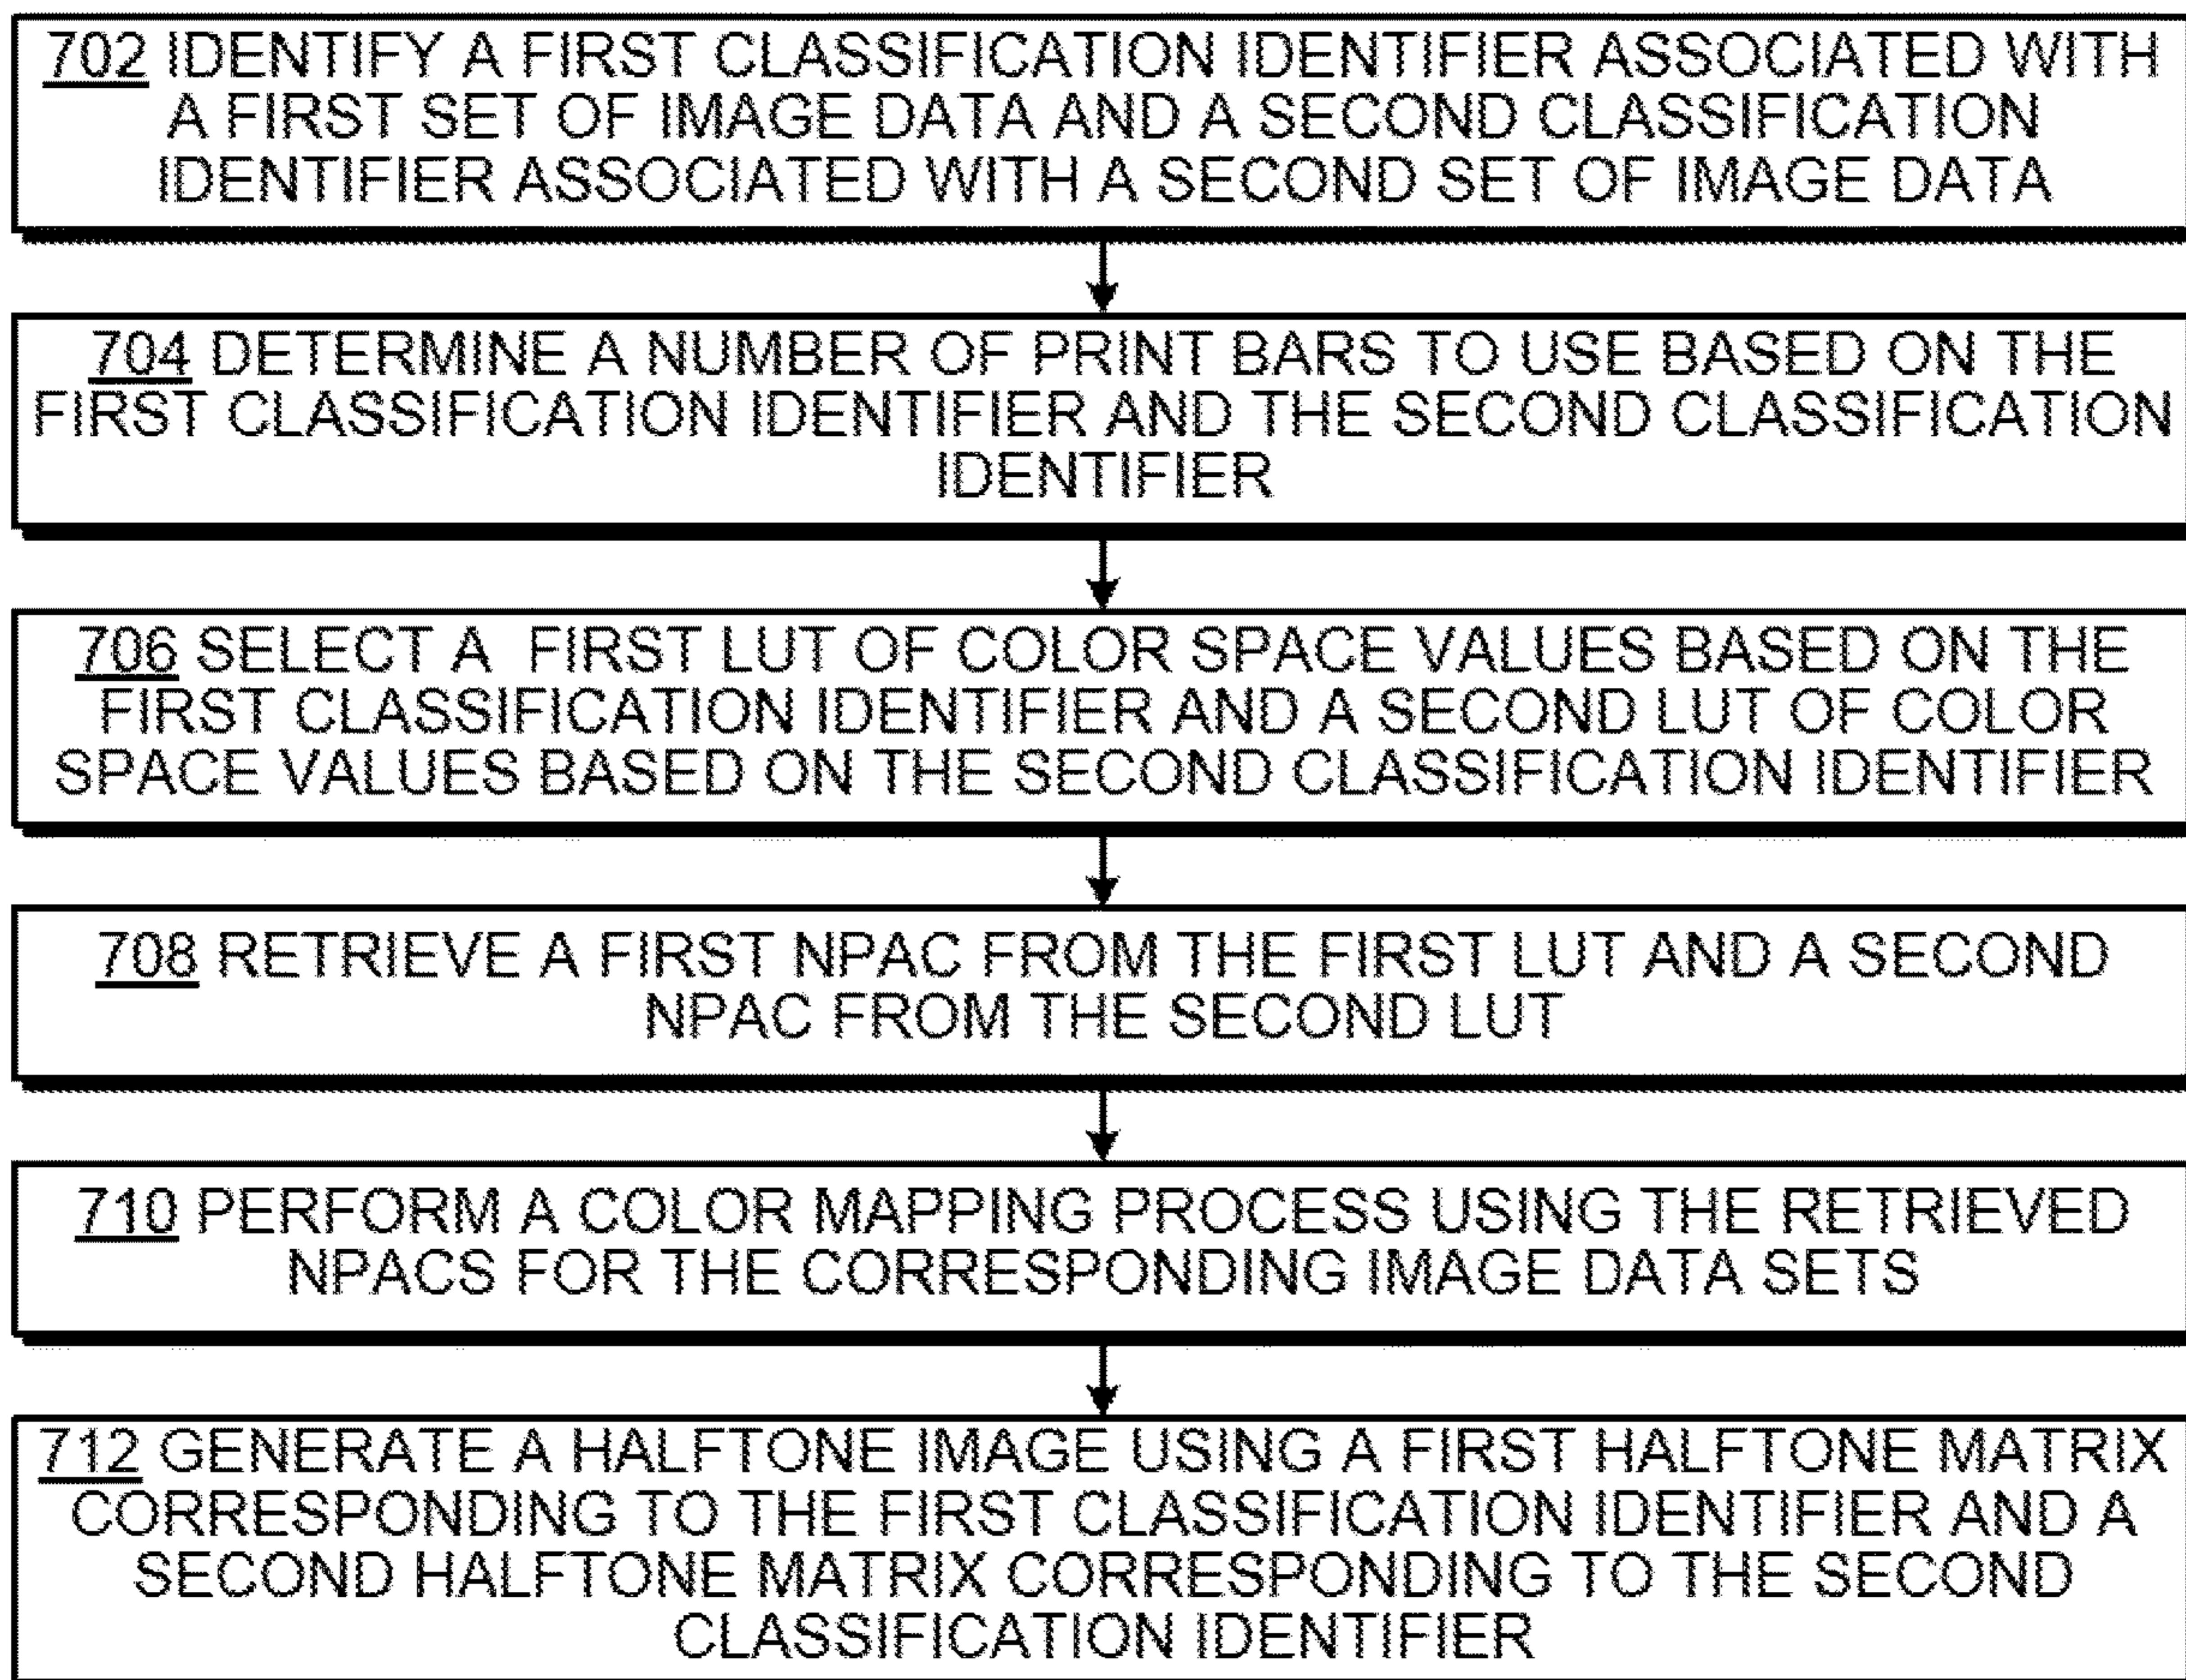 702 IDENTIFY A FIRST CLASSIFICATION IDENTIFIER ASSOCIATED WITH
A FIRST SET OF IMAGE DATA AND A SECOND CLASSIFICATION
IDENTIFIER ASSOCIATED WITH A SECOND SET OF IMAGE DATA
704 DETERMINE A NUMBER OF PRINT BARS TO USE BASED ON THE
FIRST CLASSIFICATION IDENTIFIER AND THE SECOND CLASSIFICATION
IDENTIFIER
706 SELECT A FIRST LUT OF COLOR SPACE VALUES BASED ON THE
FIRST CLASSIFICATION IDENTIFIER AND A SECOND LUT OF COLOR
SPACE VALUES BASED ON THE SECOND CLASSIFICATION IDENTIFIER
708 RETRIEVE A FIRST NPAC FROM THE FIRST LUT AND A SECOND
NPAC FROM THE SECOND LUT
710 PERFORM A COLOR MAPPING PROCESS USING THE RETRIEVED
NPACS FOR THE CORRESPONDING IMAGE DATA SETS
712 GENERATE A HALFTONE IMAGE USING A FIRST HALFTONE MATRIX
CORRESPONDING TO THE FIRST CLASSIFICATION IDENTIFIER AND A
SECOND HALFTONE MATRIX CORRESPONDING TO THE SECOND
CLASSIFICATION IDENTIFIER